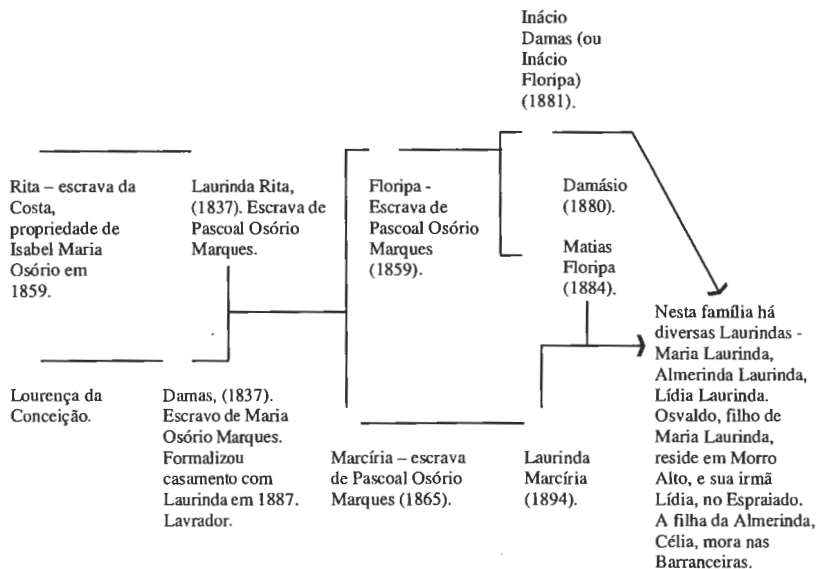 Inácio
Damas (ou
Inácio
Floripa)
(1881).
Rita – escrava da
Costa,
propriedade de
Isabel Maria
Osório em
1859.
Laurinda Rita,
(1837). Escrava de
Pascoal Osório
Marques.
Floripa -
Escrava de
Pascoal Osório
Marques
(1859).
Damásio
(1880).
Matias
Floripa
(1884).
Lourença da
Conceição.
Damas, (1837).
Escravo de Maria
Osório Marques.
Formalizou
casamento com
Laurinda em 1887.
Lavrador.
Marcíria – escrava
de Pascoal Osório
Marques (1865).
Laurinda
Marcíria
(1894).
Nesta família há
diversas Laurindas -
Maria Laurinda,
Almerinda Laurinda,
Lídia Laurinda.
Osvaldo, filho de
Maria Laurinda,
reside em Morro
Alto, e sua irmã
Lídia, no Espraiado.
A filha da Almerinda,
Célia, mora nas
Barranceiras.